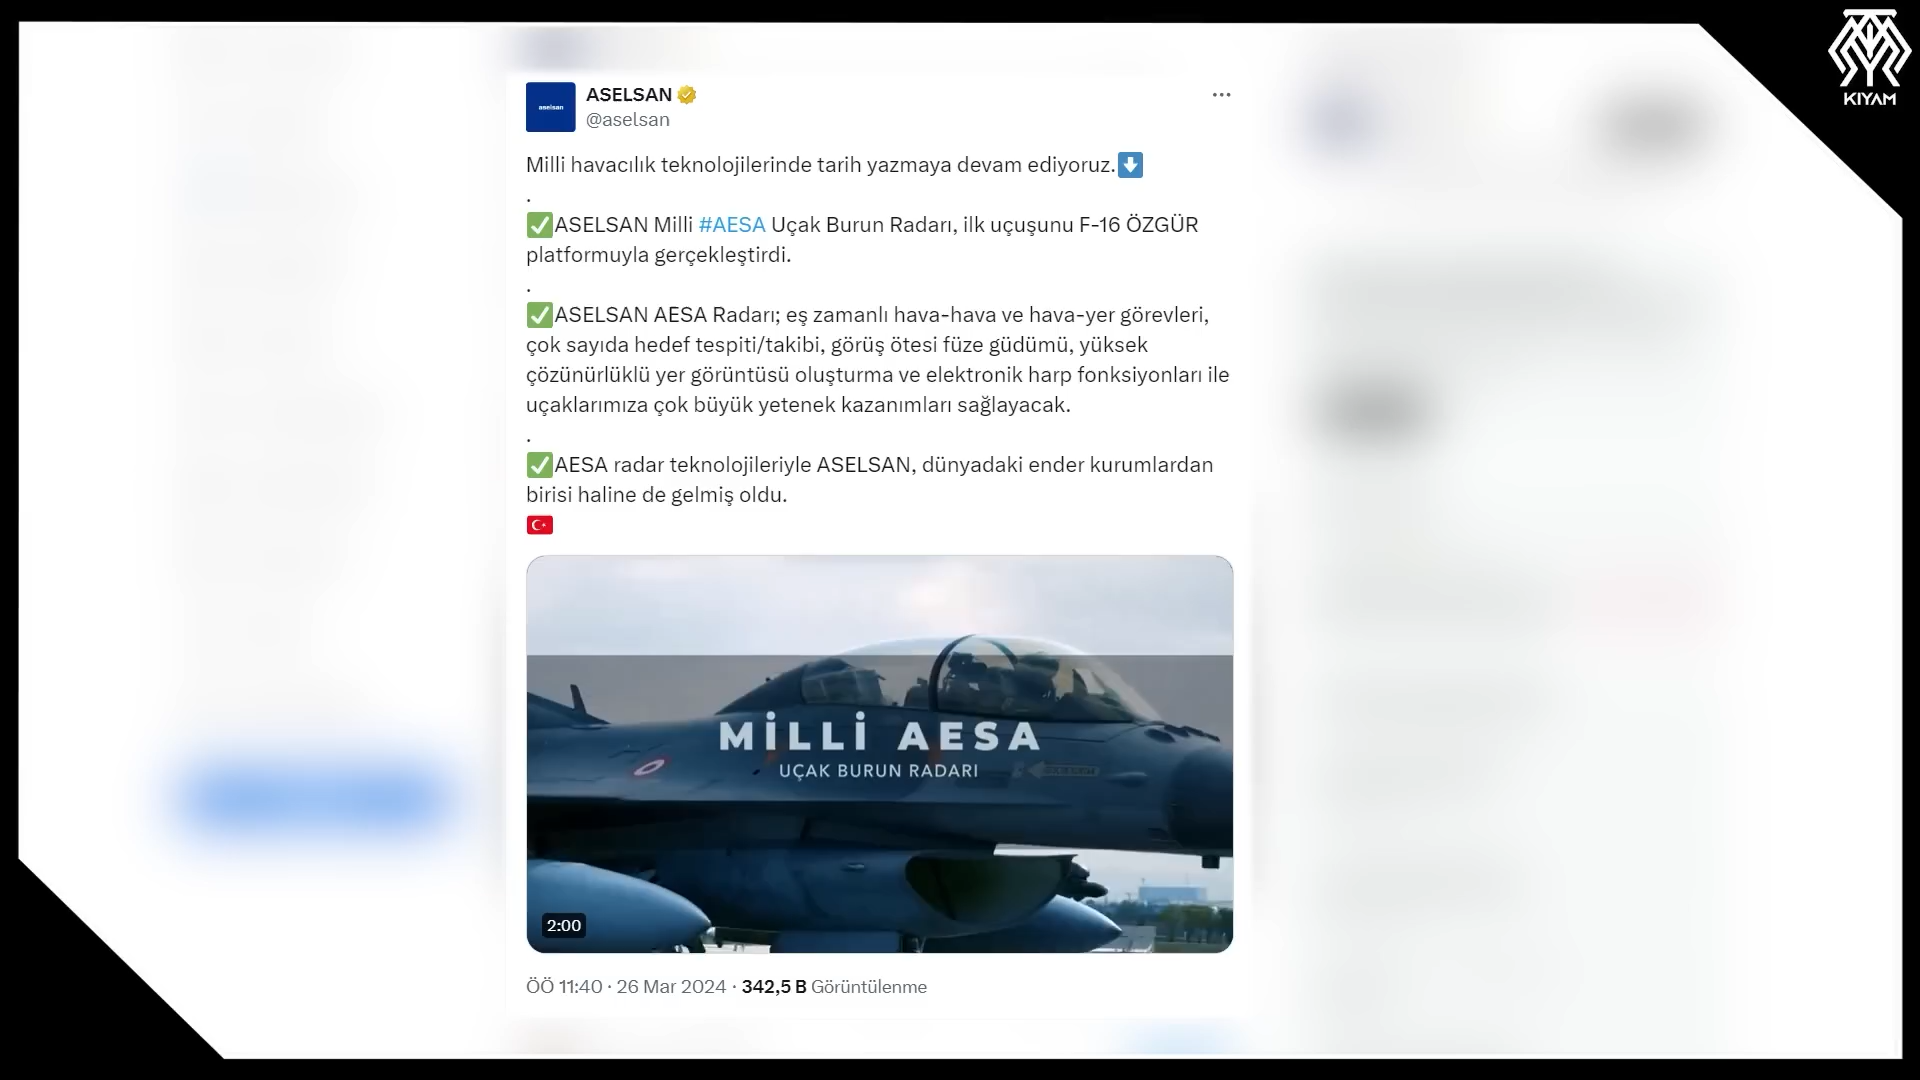 KIYAM
ASELSAN
@aselsan
aselsan
Milli havacılık teknolojilerinde tarih yazmaya devam ediyoruz.⬇️
.
✅ASELSAN Milli #AESA Uçak Burun Radarı, ilk uçuşunu F-16 ÖZGÜR
platformuyla gerçekleştirdi.
.
✅ASELSAN AESA Radarı; eş zamanlı hava-hava ve hava-yer görevleri,
çok sayıda hedef tespiti/takibi, görüş ötesi füze güdümü, yüksek
çözünürlüklü yer görüntüsü oluşturma ve elektronik harp fonksiyonları ile
uçaklarımıza çok büyük yetenek kazanımları sağlayacak.
.
✅AESA radar teknolojileriyle ASELSAN, dünyadaki ender kurumlardan
birisi haline de gelmiş oldu.
🇹🇷
MİLLİ AESA
UÇAK BURUN RADARI
2:00
ÖÖ 11:40 · 26 Mar 2024 · 342,5 B Görüntülenme